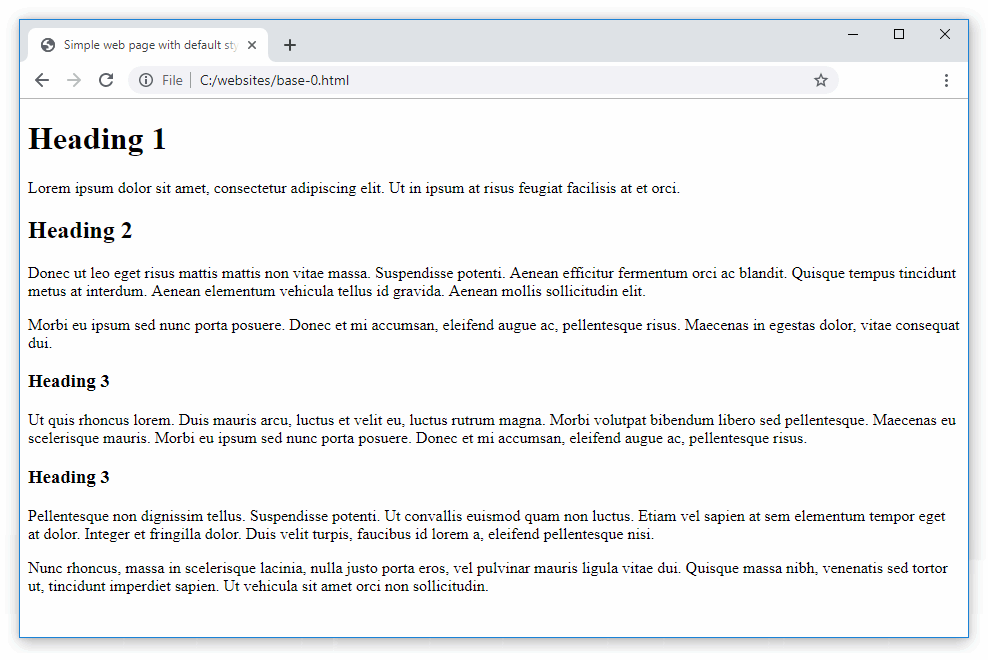 Simple web page with default sty
File C:/websites/base-0.html
Heading 1
Lorem ipsum dolor sit amet, consectetur adipiscing elit. Ut in ipsum at risus feugiat facilisis at et orci.
Heading 2
Donec ut leo eget risus mattis mattis non vitae massa. Suspendisse potenti. Aenean efficitur fermentum orci ac blandit. Quisque tempus tincidunt
metus at interdum. Aenean elementum vehicula tellus id gravida. Aenean mollis sollicitudin elit.
Morbi eu ipsum sed nunc porta posuere. Donec et mi accumsan, eleifend augue ac, pellentesque risus. Maecenas in egestas dolor, vitae consequat
dui.
Heading 3
Ut quis rhoncus lorem. Duis mauris arcu, luctus et velit eu, luctus rutrum magna. Morbi volutpat bibendum libero sed pellentesque. Maecenas eu
scelerisque mauris. Morbi eu ipsum sed nunc porta posuere. Donec et mi accumsan, eleifend augue ac, pellentesque risus.
Heading 3
Pellentesque non dignissim tellus. Suspendisse potenti. Ut convallis euismod quam non luctus. Etiam vel sapien at sem elementum tempor eget
at dolor. Integer et fringilla dolor. Duis velit turpis, faucibus id lorem a, eleifend pellentesque nisi.
Nunc rhoncus, massa in scelerisque lacinia, nulla justo porta eros, vel pulvinar mauris ligula vitae dui. Quisque massa nibh, venenatis sed tortor
ut, tincidunt imperdiet sapien. Ut vehicula sit amet orci non sollicitudin.